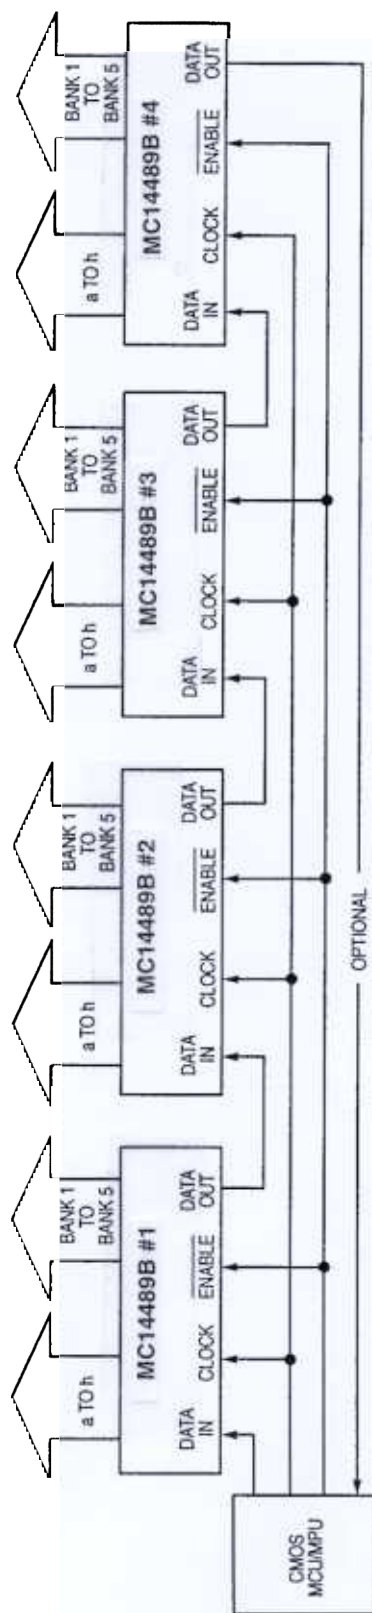 a TO h
BANK 1
TO
BANK 5
MC14489B #1
DATA
IN
CLOCK
ENABLE
DATA
OUT
a TO h
BANK 1
TO
BANK 5
MC14489B #2
DATA
IN
CLOCK
ENABLE
DATA
OUT
a TO h
BANK 1
TO
BANK 5
MC14489B #3
DATA
IN
CLOCK
ENABLE
DATA
OUT
a TO h
BANK 1
TO
BANK 5
MC14489B #4
DATA
IN
CLOCK
ENABLE
DATA
OUT
CMOS
MCU/MPU
OPTIONAL